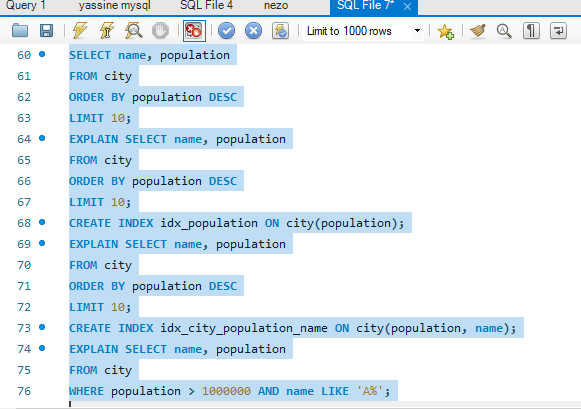 Query 1 yassine mysql SQL File 4 nezo SQL File 7* ×
Limit to 1000 rows
60 SELECT name, population
61 FROM city
62 ORDER BY population DESC
63 LIMIT 10;
64 EXPLAIN SELECT name, population
65 FROM city
66 ORDER BY population DESC
67 LIMIT 10;
68 CREATE INDEX idx_population ON city(population);
69 EXPLAIN SELECT name, population
70 FROM city
71 ORDER BY population DESC
72 LIMIT 10;
73 CREATE INDEX idx_city_population_name ON city(population, name);
74 EXPLAIN SELECT name, population
75 FROM city
76 WHERE population > 1000000 AND name LIKE 'A%';